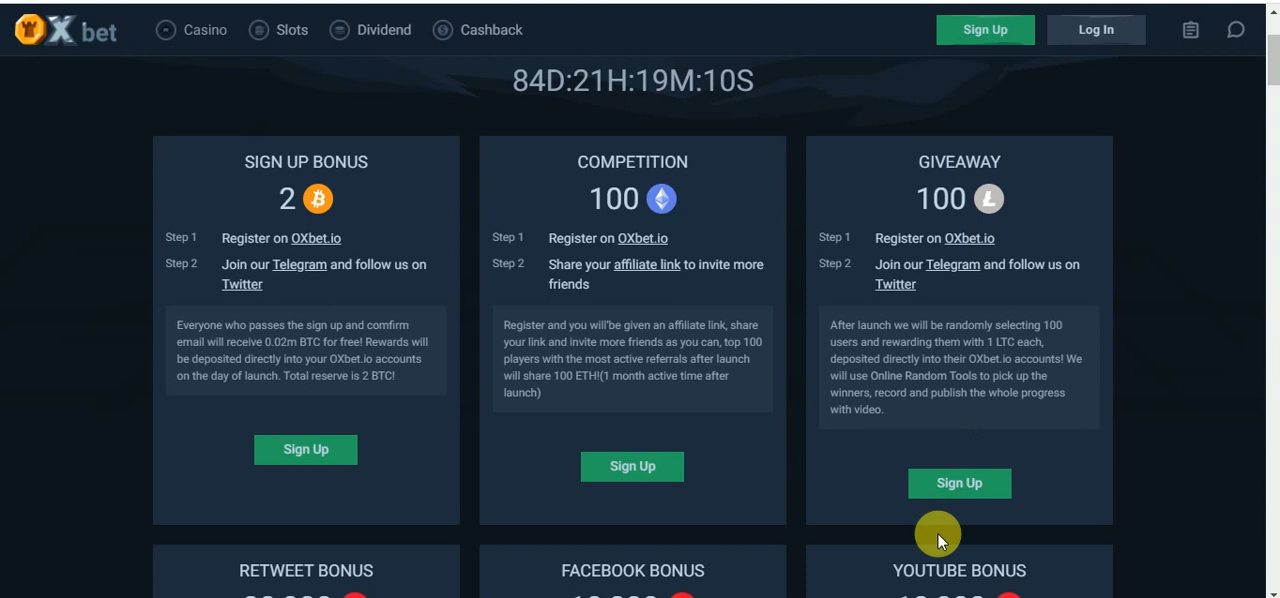 OX bet Casino Slots Dividend Cashback Sign Up Log In
84D:21H:19M:10S
SIGN UP BONUS
2
Step 1 Register on OXbet.io
Step 2 Join our Telegram and follow us on
Twitter
Everyone who passes the sign up and comfirm
email will receive 0.02m BTC for free! Rewards will
be deposited directly into your OXbet.io accounts
on the day of launch. Total reserve is 2 BTC!
Sign Up
COMPETITION
100
Step 1 Register on OXbet.io
Step 2 Share your affiliate link to invite more
friends
Register and you will'be given an affiliate link, share
your link and invite more friends as you can, top 100
players with the most active referrals after launch
will share 100 ETH!(1 month active time after
launch)
Sign Up
GIVEAWAY
100
Step 1 Register on OXbet.io
Step 2 Join our Telegram and follow us on
Twitter
After launch we will be randomly selecting 100
users and rewarding them with 1 LTC each,
deposited directly into their OXbet.io accounts! We
will use Online Random Tools to pick up the
winners, record and publish the whole progress
with video.
Sign Up
RETWEET BONUS
FACEBOOK BONUS
YOUTUBE BONUS